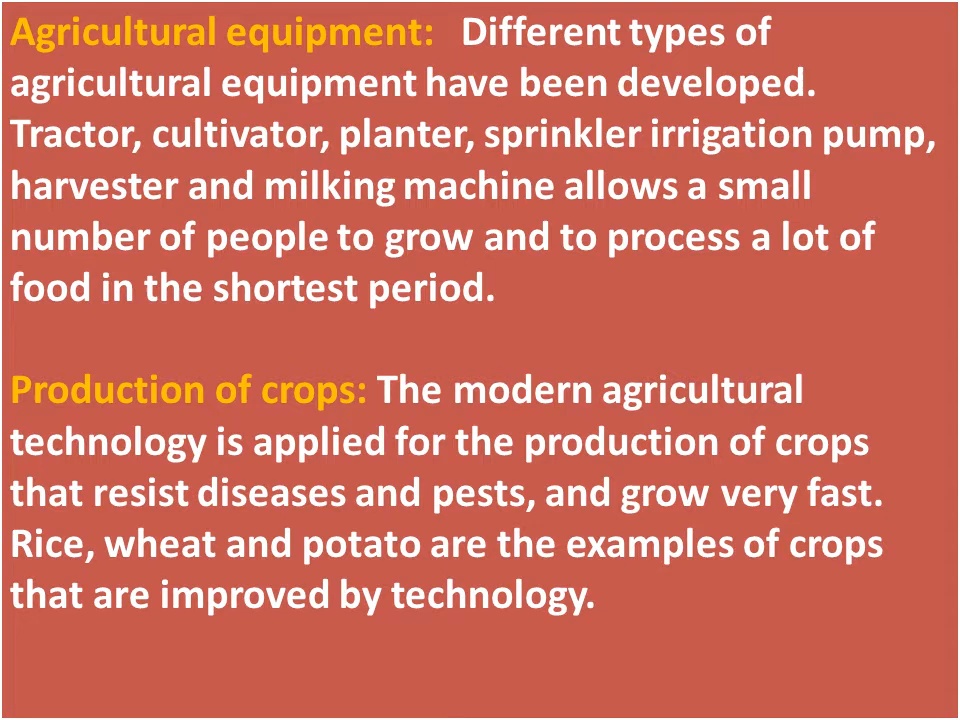 Agricultural equipment: Different types of
agricultural equipment have been developed.
Tractor, cultivator, planter, sprinkler irrigation pump,
harvester and milking machine allows a small
number of people to grow and to process a lot of
food in the shortest period.
Production of crops: The modern agricultural
technology is applied for the production of crops
that resist diseases and pests, and grow very fast.
Rice, wheat and potato are the examples of crops
that are improved by technology.